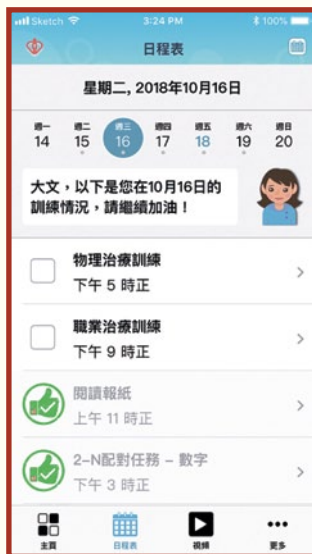 Sketch 3:24 PM 100%
日程表
星期二, 2018年10月16日
週一 週二 週三 週四 週五 週六 週日
14 15 16 17 18 19 20
大文，以下是您在10月16日的
訓練情況，請繼續加油！
物理治療訓練
下午 5 時正
職業治療訓練
下午 9 時正
閱讀報紙
上午 11 時正
2-N配對任務 – 數字
下午 3 時正
主頁 日程表 視頻 更多